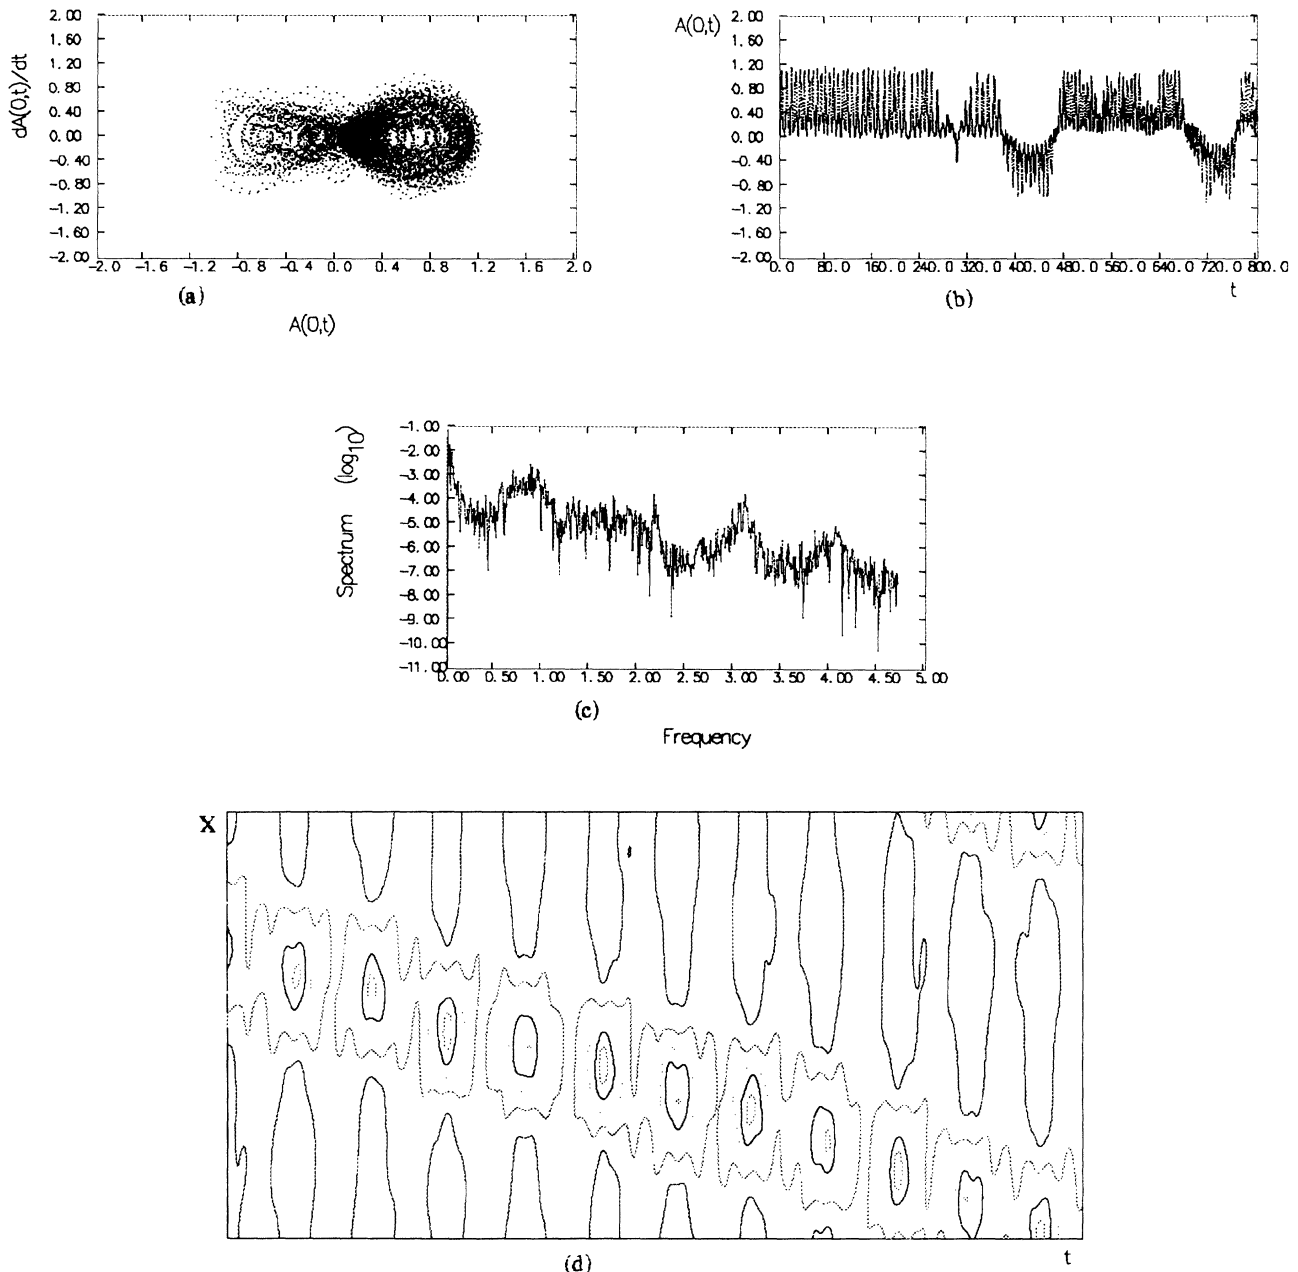 dA(0,t)/dt
2.00
1.60
1.20
0.80
0.40
0.00
-0.40
-0.80
-1.20
-1.60
-2.00
-2.0 -1.6 -1.2 -0.8 -0.4 0.0 0.4 0.8 1.2 1.6 2.0
(a)
A(0,t)
A(0,t)
2.00
1.60
1.20
0.80
0.40
0.00
-0.40
-0.80
-1.20
-1.60
-2.00
0.0 80.0 160.0 240.0 320.0 400.0 480.0 560.0 640.0 720.0 800.0
(b)
t
Spectrum (log10)
-1.00
-2.00
-3.00
-4.00
-5.00
-6.00
-7.00
-8.00
-9.00
-10.00
-11.00
0.00 0.50 1.00 1.50 2.00 2.50 3.00 3.50 4.00 4.50 5.00
(c)
Frequency
X
(d)
t